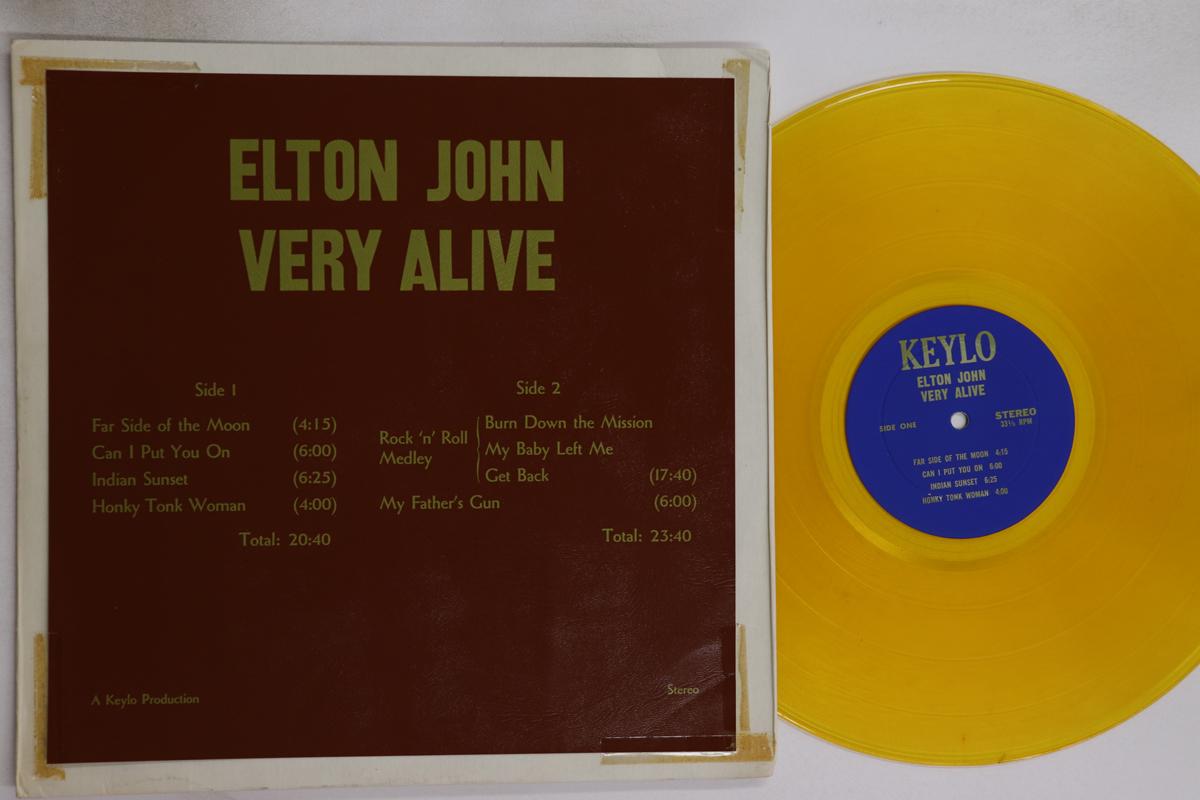 ELTON JOHN
VERY ALIVE
Side 1
Far Side of the Moon (4:15)
Can I Put You On (6:00)
Indian Sunset (6:25)
Honky Tonk Woman (4:00)
Total: 20:40
Side 2
Rock 'n' Roll
Medley
Burn Down the Mission
My Baby Left Me
Get Back (17:40)
My Father's Gun (6:00)
Total: 23:40
A Keylo Production
Stereo
KEYLO
ELTON JOHN
VERY ALIVE
SIDE ONE
STEREO
33⅓ RPM
FAR SIDE OF THE MOON 4:15
CAN I PUT YOU ON 6:00
INDIAN SUNSET 6:25
HONKY TONK WOMAN 4:00